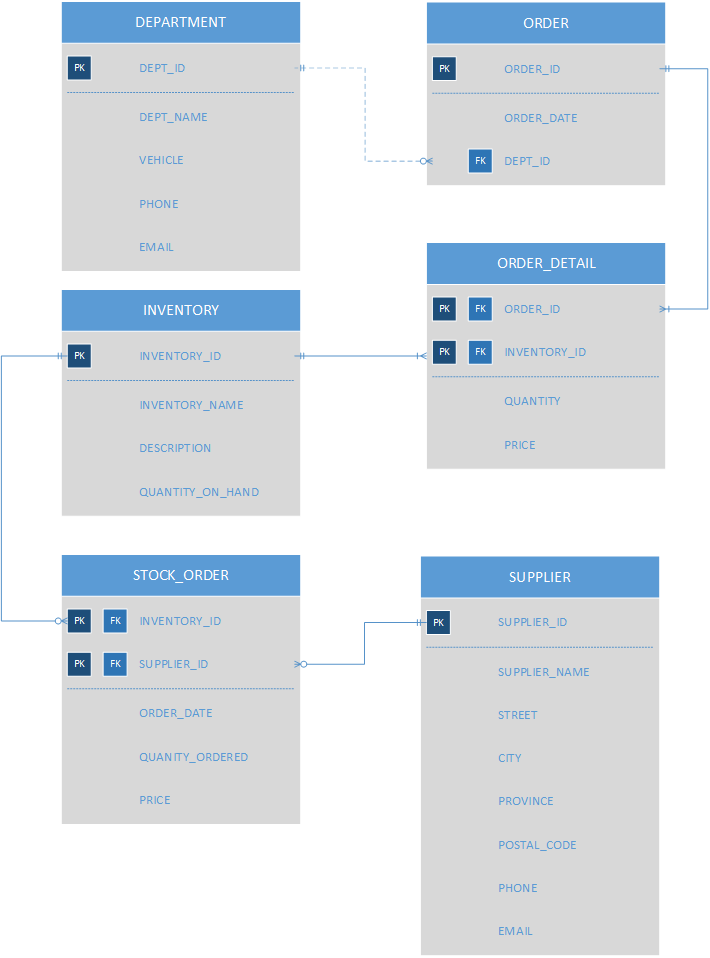 DEPARTMENT
PK DEPT_ID
DEPT_NAME
VEHICLE
PHONE
EMAIL
ORDER
PK ORDER_ID
ORDER_DATE
FK DEPT_ID
ORDER_DETAIL
PK FK ORDER_ID
PK FK INVENTORY_ID
QUANTITY
PRICE
INVENTORY
PK INVENTORY_ID
INVENTORY_NAME
DESCRIPTION
QUANTITY_ON_HAND
STOCK_ORDER
PK FK INVENTORY_ID
PK FK SUPPLIER_ID
ORDER_DATE
QUANITY_ORDERED
PRICE
SUPPLIER
PK SUPPLIER_ID
SUPPLIER_NAME
STREET
CITY
PROVINCE
POSTAL_CODE
PHONE
EMAIL